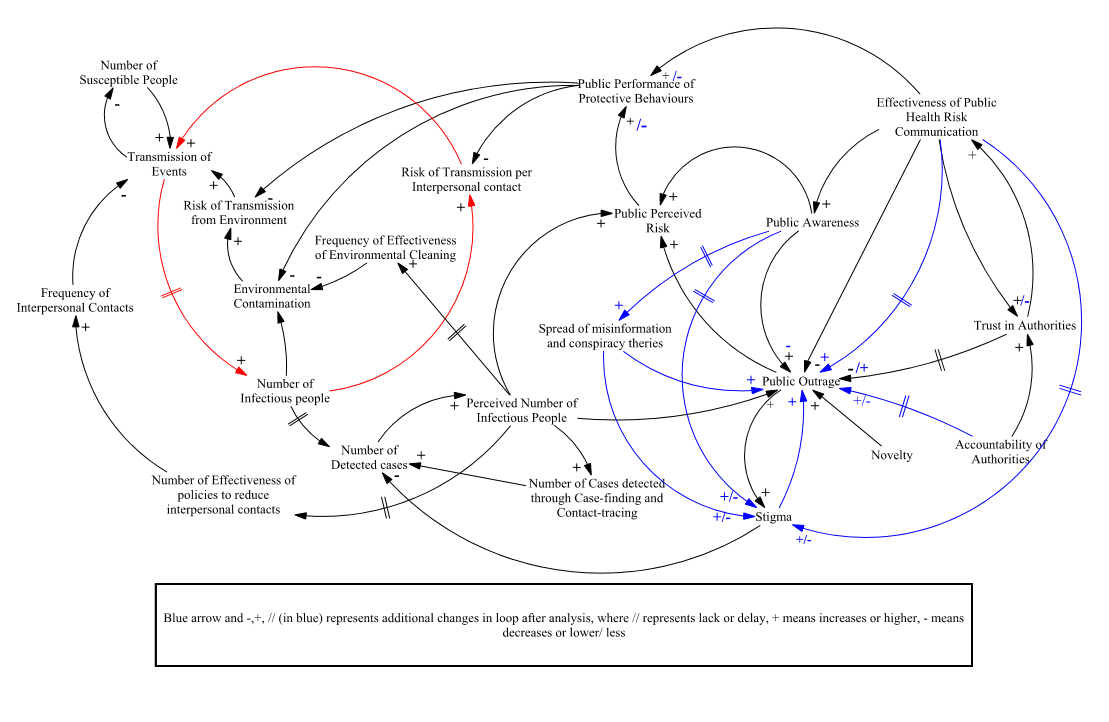 Number of
Susceptible People
Transmission of
Events
Risk of Transmission
from Environment
Risk of Transmission per
Interpersonal contact
Frequency of Effectiveness
of Environmental Cleaning
Environmental
Contamination
Frequency of
Interpersonal Contacts
Number of
Infectious people
Number of
Detected cases
Number of Effectiveness of
policies to reduce
interpersonal contacts
Perceived Number of
Infectious People
Number of Cases detected
through Case-finding and
Contact-tracing
Public Performance of
Protective Behaviours
Public Perceived
Risk
Public Awareness
Effectiveness of Public
Health Risk
Communication
Spread of misinformation
and conspiracy theries
Public Outrage
Trust in Authorities
Accountability of
Authorities
Novelty
Stigma
- + + - - - - + + + - - + + + + + + + - + +/- + +/- + + + + + - + + - -/+ + + + +/- +/- + +/- + + +/- +/-
Blue arrow and -,+, // (in blue) represents additional changes in loop after analysis, where // represents lack or delay, + means increases or higher, - means
decreases or lower/ less